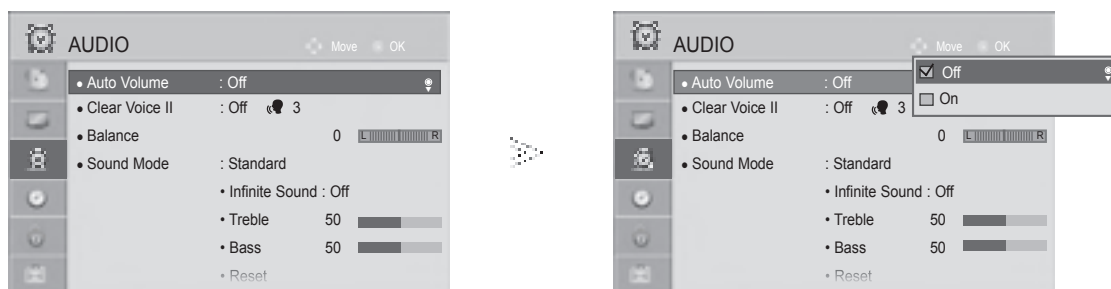 AUDIO
Move OK
• Auto Volume : Off
• Clear Voice II : Off 3
• Balance 0 L R
• Sound Mode : Standard
• Infinite Sound : Off
• Treble 50
• Bass 50
• Reset
AUDIO
Move OK
• Auto Volume : Off
• Clear Voice II : Off 3
• Balance 0 L R
• Sound Mode : Standard
• Infinite Sound : Off
• Treble 50
• Bass 50
• Reset
Off
On